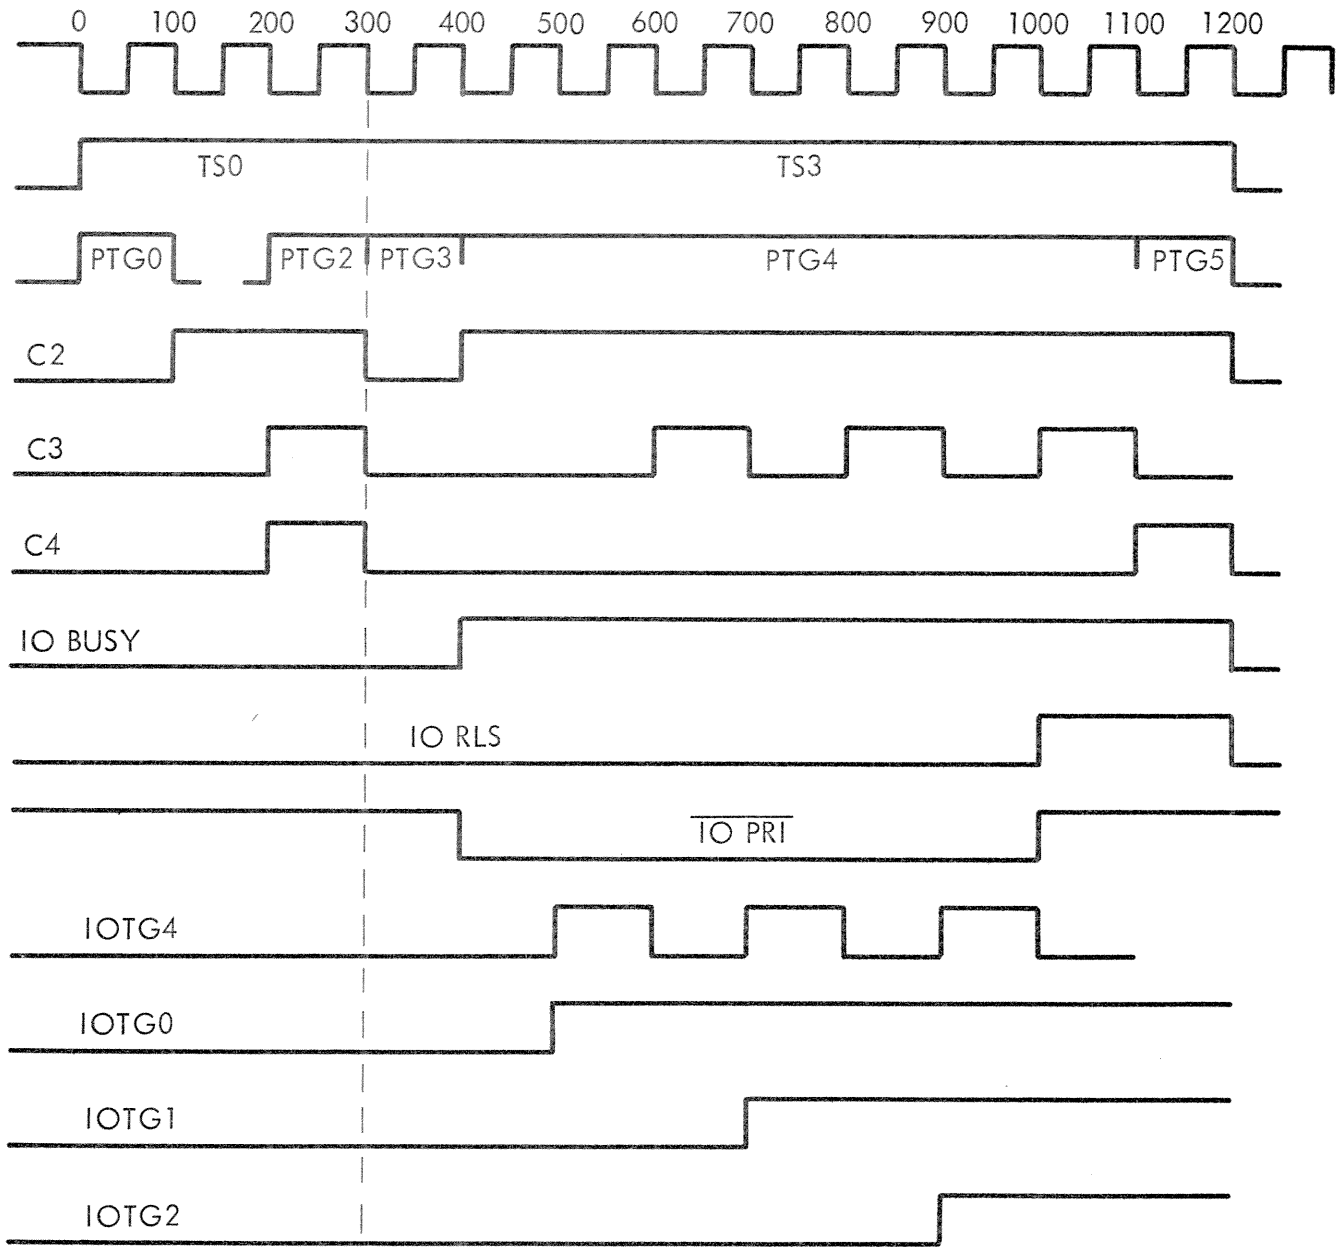 0 100 200 300 400 500 600 700 800 900 1000 1100 1200
TS0 TS3
PTG0 PTG2 PTG3 PTG4 PTG5
C2
C3
C4
IO BUSY
IO RLS
IO PRI
IOTG4
IOTG0
IOTG1
IOTG2